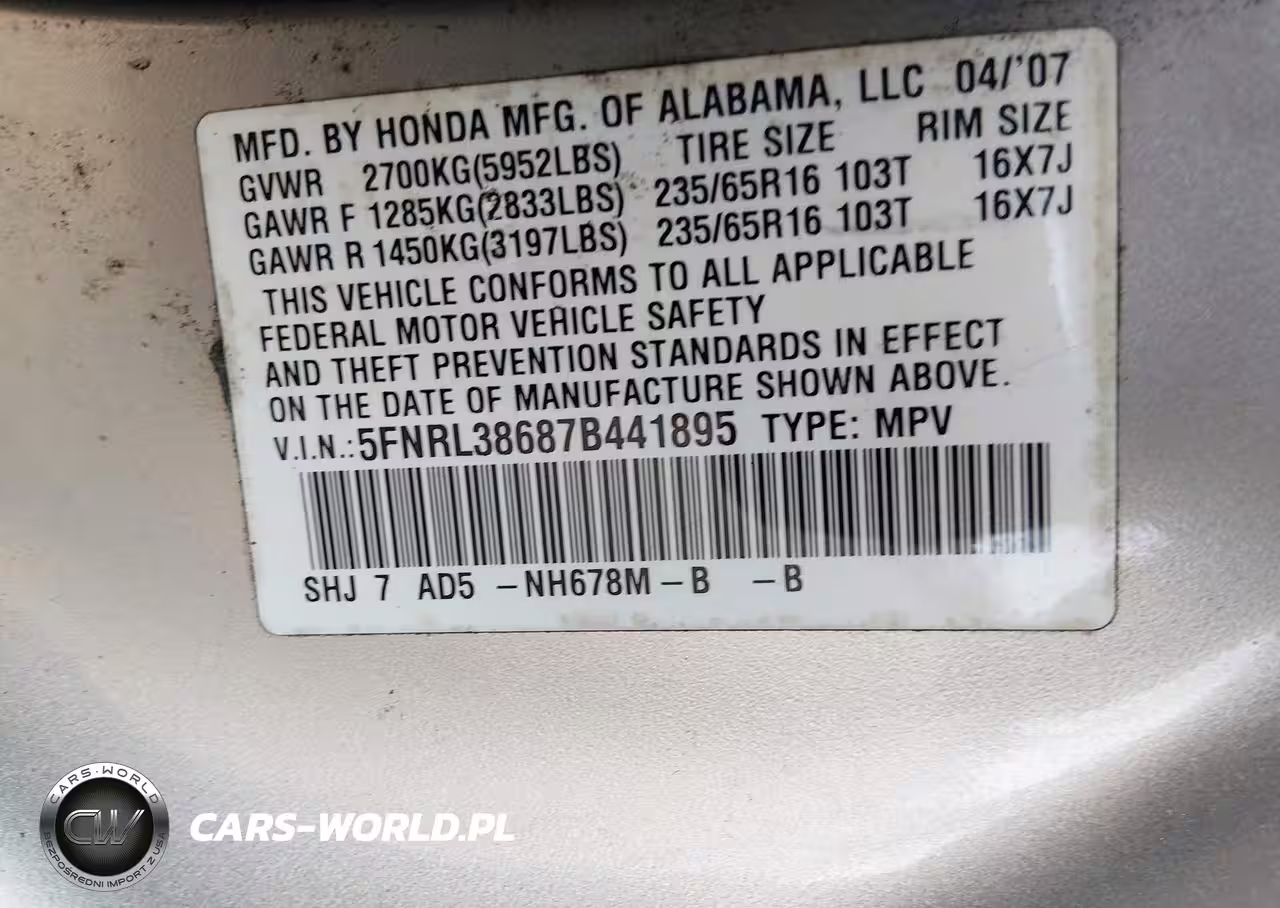 MFD. BY HONDA MFG. OF ALABAMA, LLC 04/'07
GVWR 2700KG(5952LBS) TIRE SIZE RIM SIZE
GAWR F 1285KG(2833LBS) 235/65R16 103T 16X7J
GAWR R 1450KG(3197LBS) 235/65R16 103T 16X7J
THIS VEHICLE CONFORMS TO ALL APPLICABLE
FEDERAL MOTOR VEHICLE SAFETY
AND THEFT PREVENTION STANDARDS IN EFFECT
ON THE DATE OF MANUFACTURE SHOWN ABOVE.
V.I.N.:5FNRL38687B441895 TYPE: MPV
SHJ 7 AD5 –NH678M –B –B
CARS-WORLD
CW
BEZPOŚREDNI IMPORT Z USA
CARS-WORLD.PL